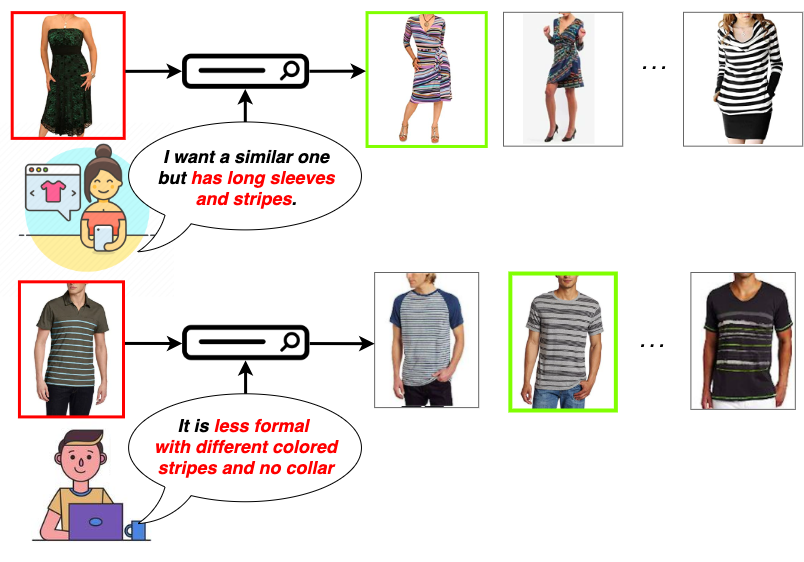 I want a similar one
but has long sleeves
and stripes.
...
It is less formal
with different colored
stripes and no collar
...